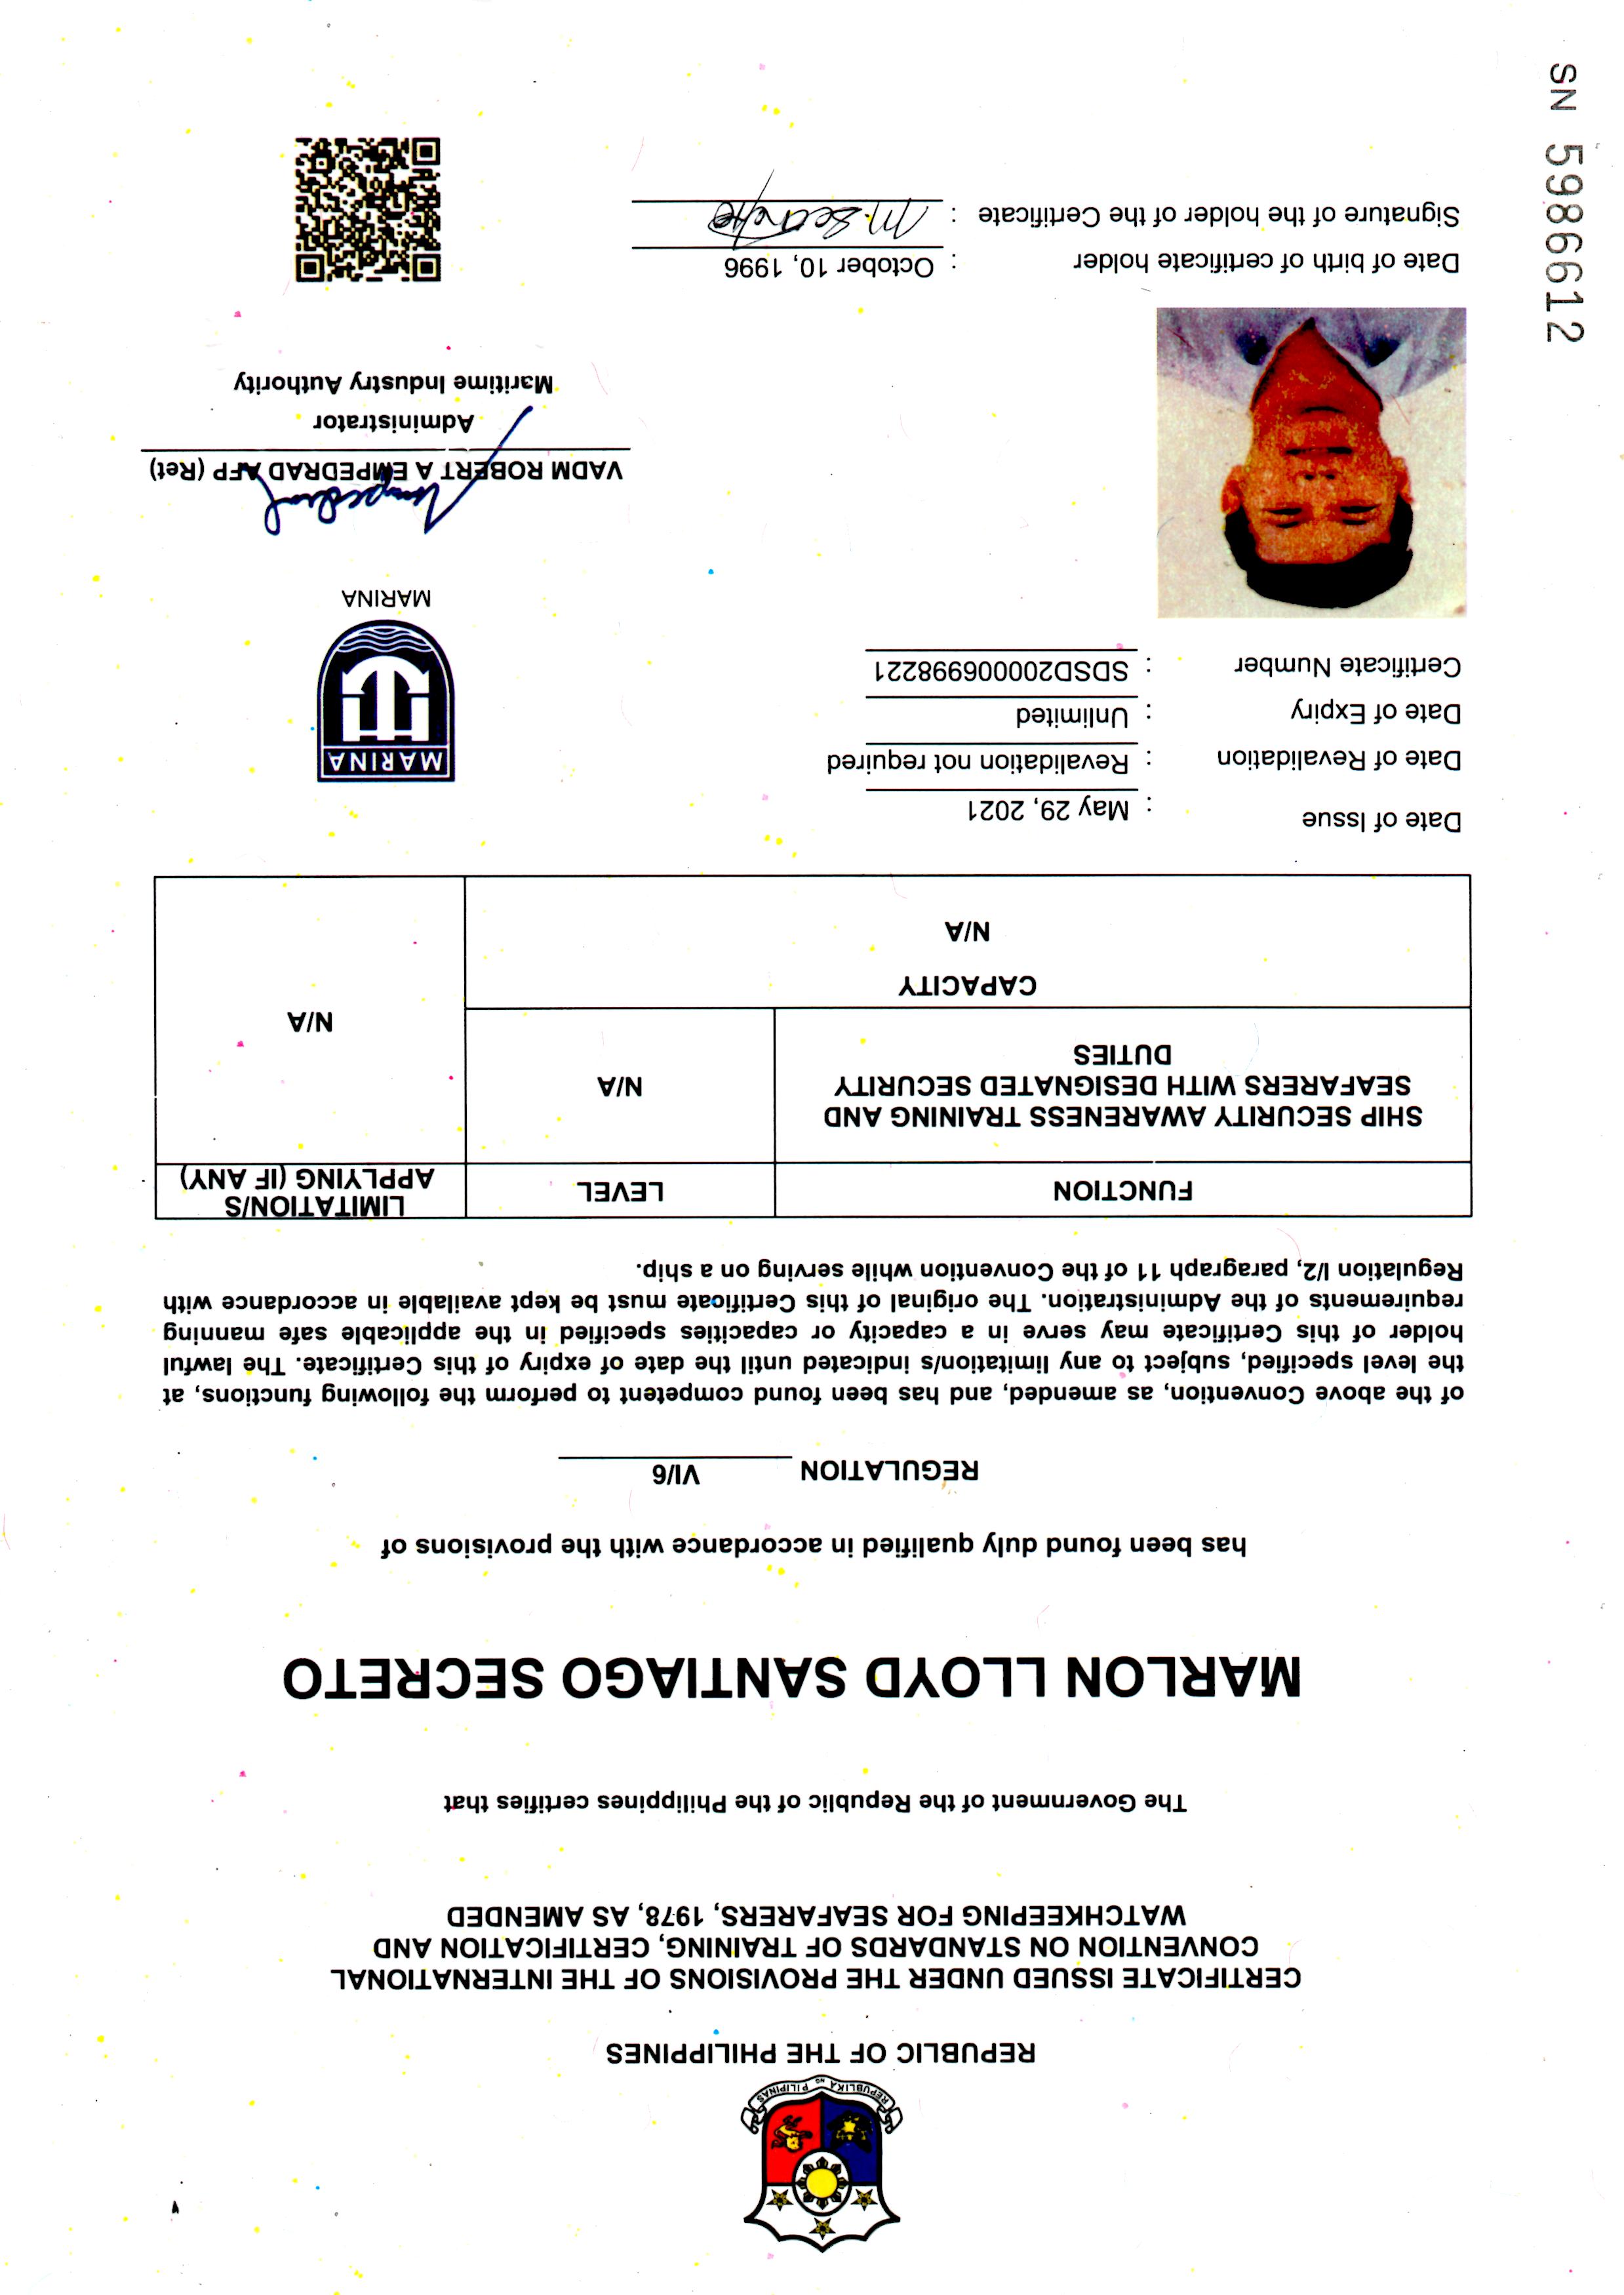 REPUBLIKA NG PILIPINAS
REPUBLIC OF THE PHILIPPINES
CERTIFICATE ISSUED UNDER THE PROVISIONS OF THE INTERNATIONAL
CONVENTION ON STANDARDS OF TRAINING, CERTIFICATION AND
WATCHKEEPING FOR SEAFARERS, 1978, AS AMENDED
The Government of the Republic of the Philippines certifies that
MARLON LLOYD SANTIAGO SECRETO
has been found duly qualified in accordance with the provisions of
REGULATION VI/6
of the above Convention, as amended, and has been found competent to perform the following functions, at
the level specified, subject to any limitation/s indicated until the date of expiry of this Certificate. The lawful
holder of this Certificate may serve in a capacity or capacities specified in the applicable safe manning
requirements of the Administration. The original of this Certificate must be kept available in accordance with
Regulation I/2, paragraph 11 of the Convention while serving on a ship.
FUNCTION LEVEL LIMITATION/S
APPLYING (IF ANY)
SHIP SECURITY AWARENESS TRAINING AND
SEAFARERS WITH DESIGNATED SECURITY
DUTIES
N/A
N/A
CAPACITY
N/A
Date of Issue : May 29, 2021
Date of Revalidation : Revalidation not required
Date of Expiry : Unlimited
Certificate Number : SDSD200006998221
MARINA
MARINA
VADM ROBERT A EMPEDRAD AFP (Ret)
Administrator
Maritime Industry Authority
Date of birth of certificate holder : October 10, 1996
Signature of the holder of the Certificate : M. Secreto
SN 5986612